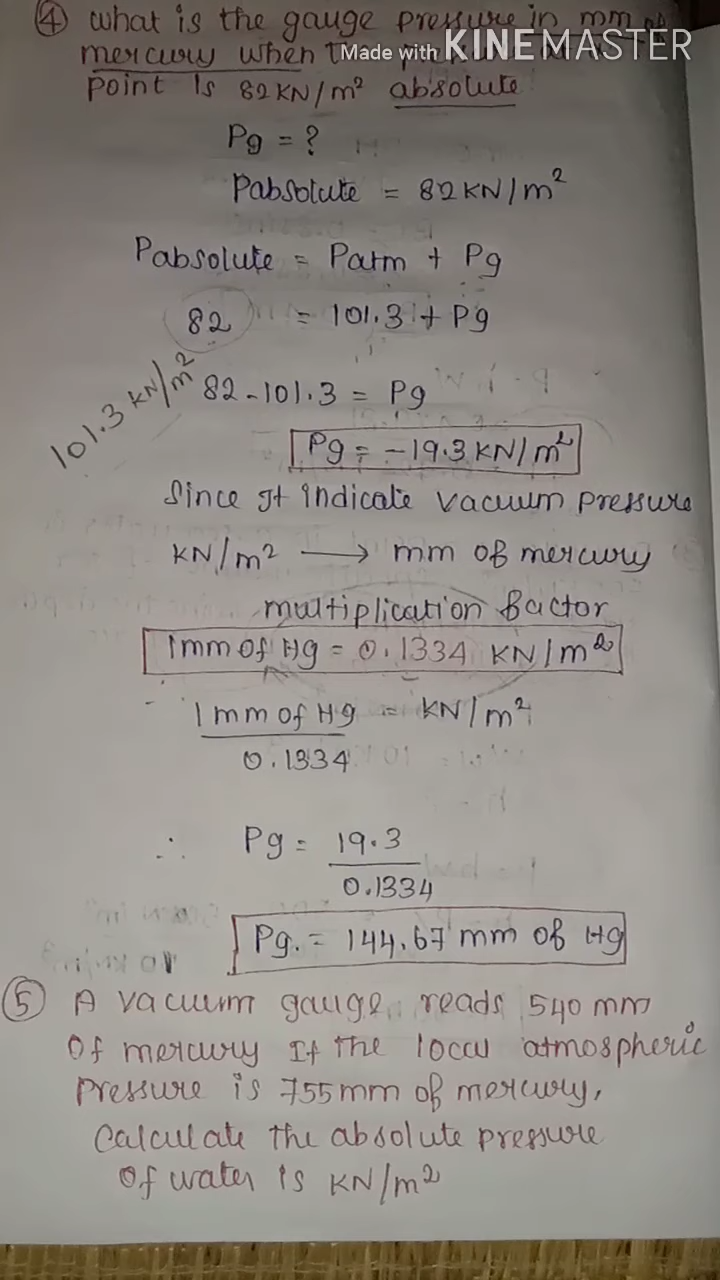 ④ What is the gauge pressure in mm of
mercury when
Made with KINEMASTER
point is 82 KN/m² absolute
Pg = ?
Pabsolute = 82KN/m²
Pabsolute = Patm + Pg
82 = 101.3 + Pg
101.3 KN/m²
82-101.3 = Pg
Pg = -19.3 KN/m²
Since It indicate vacuum pressure
KN/m² → mm of mercury
multiplication factor
1mm of Hg = 0.1334 KN/m²
1 mm of Hg / 0.1334 = KN/m²
∴ Pg = 19.3 / 0.1334
Pg. = 144.67 mm of Hg
⑤ A vacuum gauge reads 540 mm
of mercury If the local atmospheric
pressure is 755mm of mercury,
Calculate the absolute pressure
of water is KN/m²